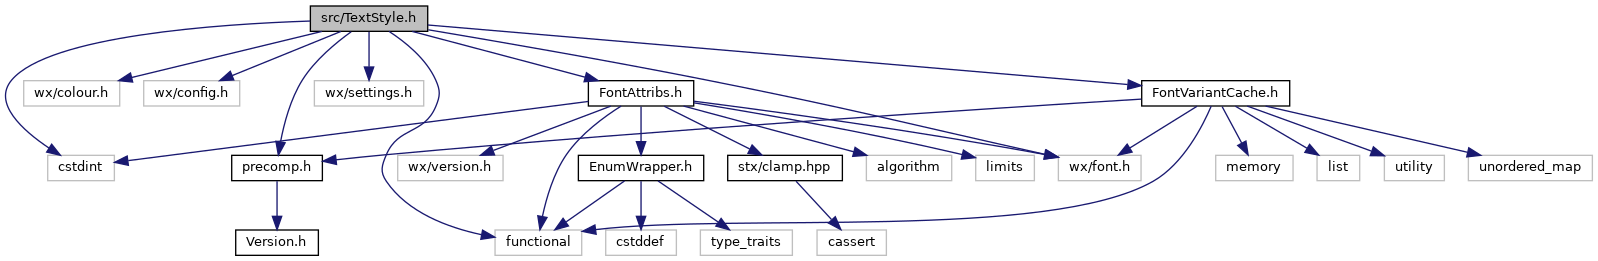 src/TextStyle.h
wx/colour.h
wx/config.h
wx/settings.h
FontAttribs.h
FontVariantCache.h
cstdint
precomp.h
wx/version.h
EnumWrapper.h
stx/clamp.hpp
algorithm
limits
wx/font.h
memory
list
utility
unordered_map
Version.h
functional
cstddef
type_traits
cassert